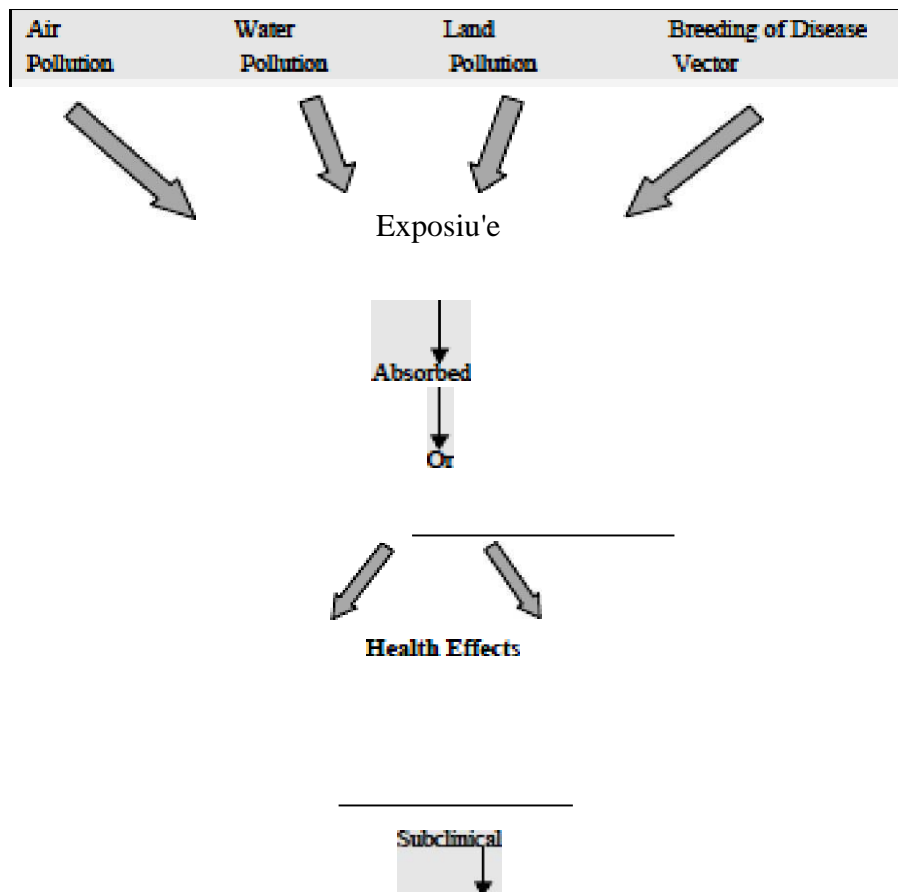 Air Water Land Breeding of Disease
Pollution Pollution Pollution Vector
Exposiu'e
Absorbed
Or
Health Effects
Subclinical